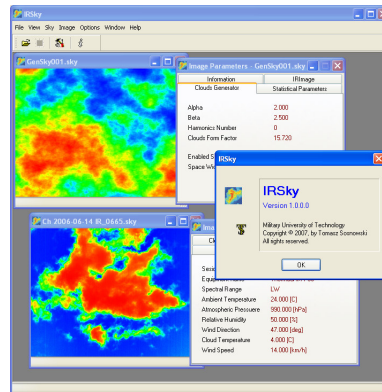 IRSky
File View Sky Image Options Window Help
GenSky001.sky
Image Parameters - GenSky001.sky
Information IRImage
Clouds Generator Statistical Parameters
Alpha 2.000
Beta 2.500
Harmonics Number 0
Clouds Form Factor 15.720
Enabled S
Space Wi
IRSky
IRSky
Version 1.0.0.0
Military University of Technology
Copyright © 2007, by Tomasz Sosnowski
All rights reserved.
OK
Ch 2006-06-14 IR_0665.sky
Ima
Cl
Spectral Range LW
Ambient Temperature 24.000 [C]
Atmospheric Pressuere 990.000 [hPa]
Relative Humidity 50.000 [%]
Wind Direction 47.000 [deg]
Cloud Temperature 4.000 [C]
Wind Speed 14.000 [km/h]